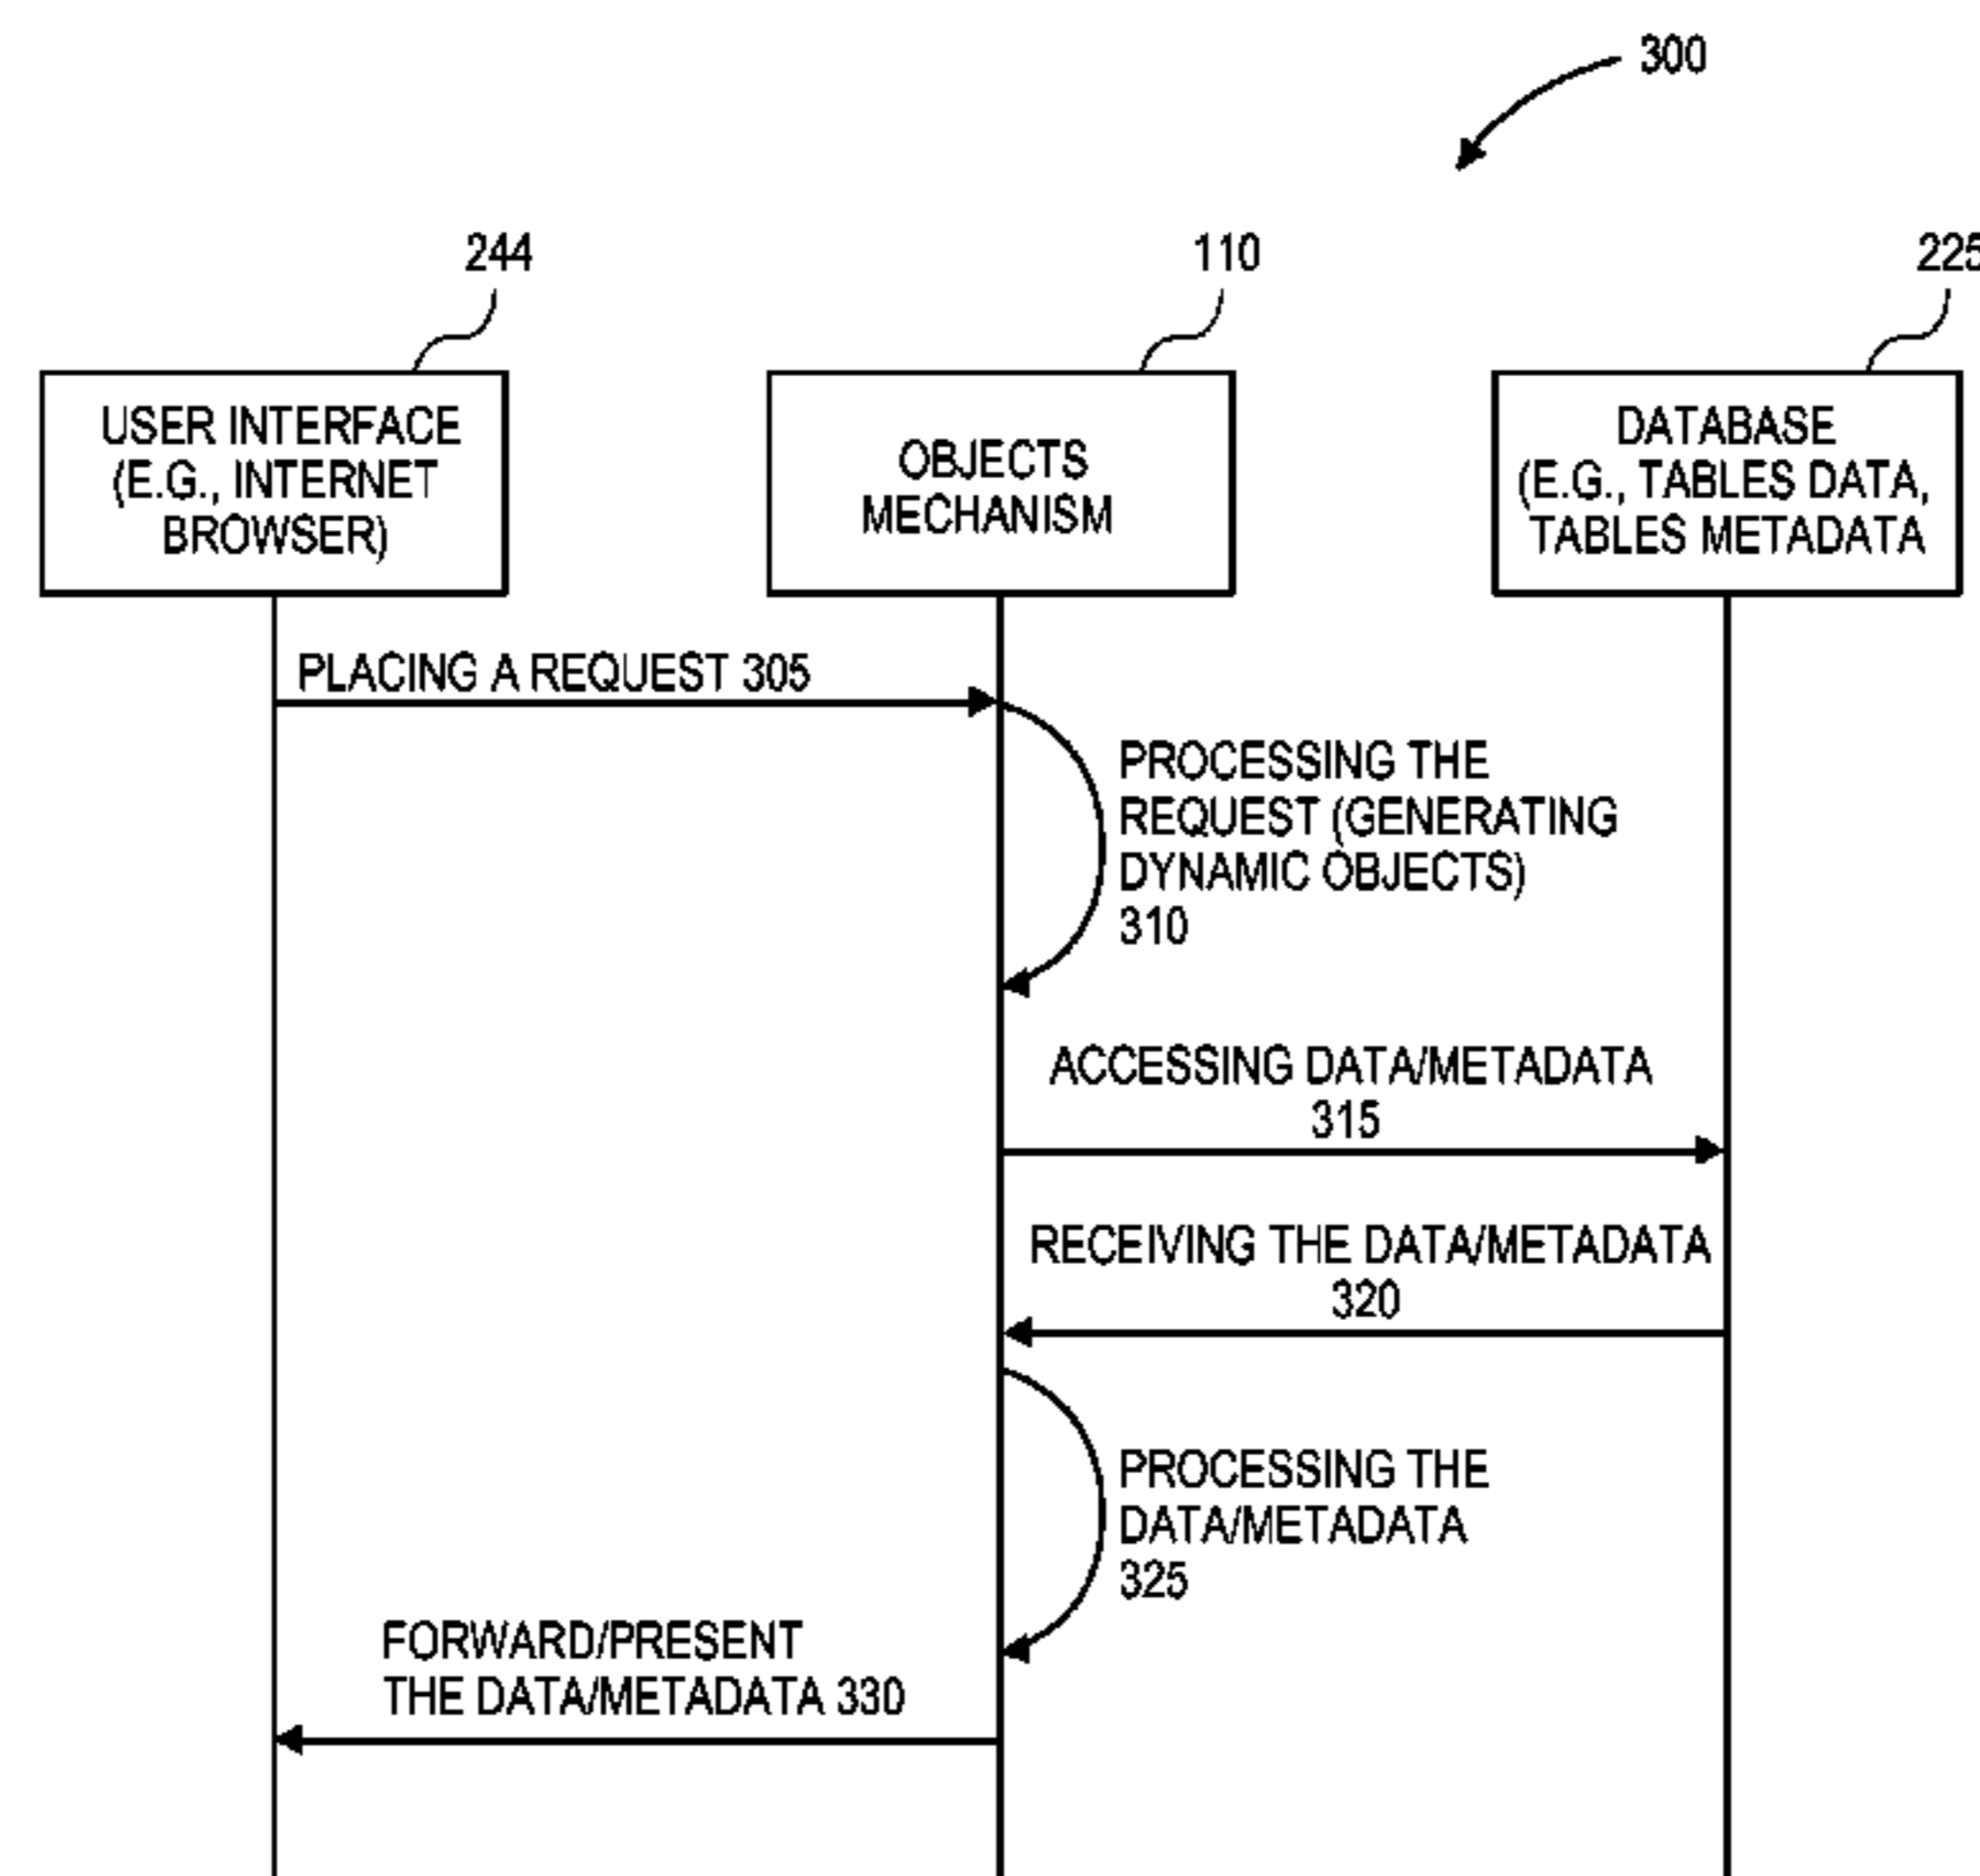 300
244
110
225
USER INTERFACE
(E.G., INTERNET
BROWSER)
OBJECTS
MECHANISM
DATABASE
(E.G., TABLES DATA,
TABLES METADATA
PLACING A REQUEST 305
PROCESSING THE
REQUEST (GENERATING
DYNAMIC OBJECTS)
310
ACCESSING DATA/METADATA
315
RECEIVING THE DATA/METADATA
320
PROCESSING THE
DATA/METADATA
325
FORWARD/PRESENT
THE DATA/METADATA 330